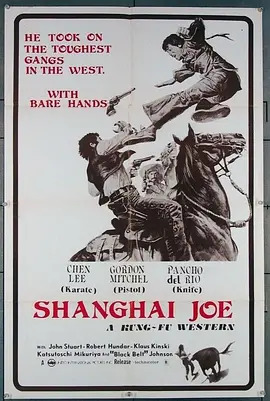 HE TOOK ON
THE TOUGHEST
GANGS
IN THE WEST.
WITH
BARE HANDS
CHEN
LEE
(Karate)
GORDON
MITCHEL
(Pistol)
PANCHO
del RIO
(Knife)
SHANGHAI JOE
A KUNG-FU WESTERN
with John Stuart · Robert Hundar · Klaus Kinski
Katsutoschi Mikuriya And "Black Belt" Johnson
Release